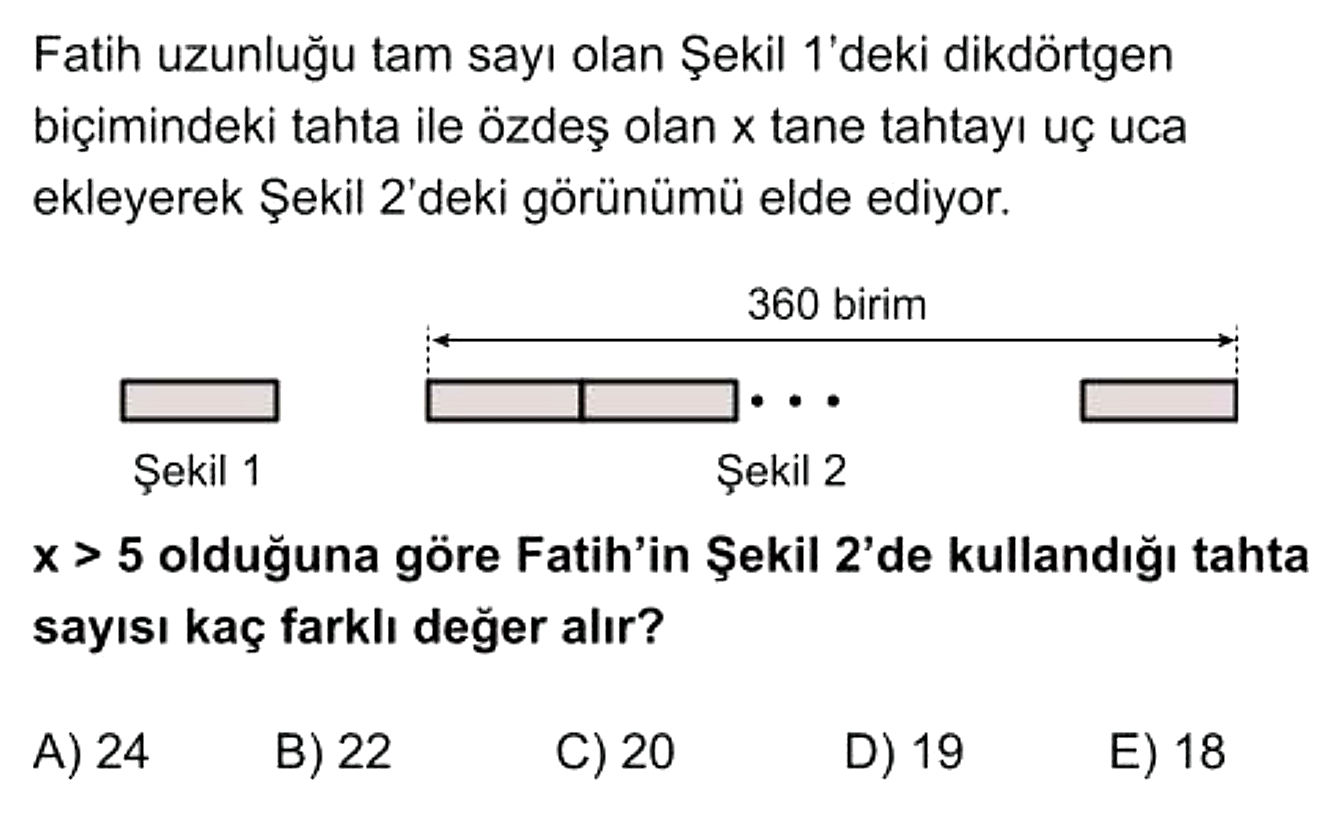 Fatih uzunluğu tam sayı olan Şekil 1'deki dikdörtgen
biçimindeki tahta ile özdeş olan x tane tahtayı uç uca
ekleyerek Şekil 2'deki görünümü elde ediyor.
360 birim
Şekil 1
Şekil 2
x > 5 olduğuna göre Fatih'in Şekil 2'de kullandığı tahta
sayısı kaç farklı değer alır?
A) 24 B) 22 C) 20 D) 19 E) 18